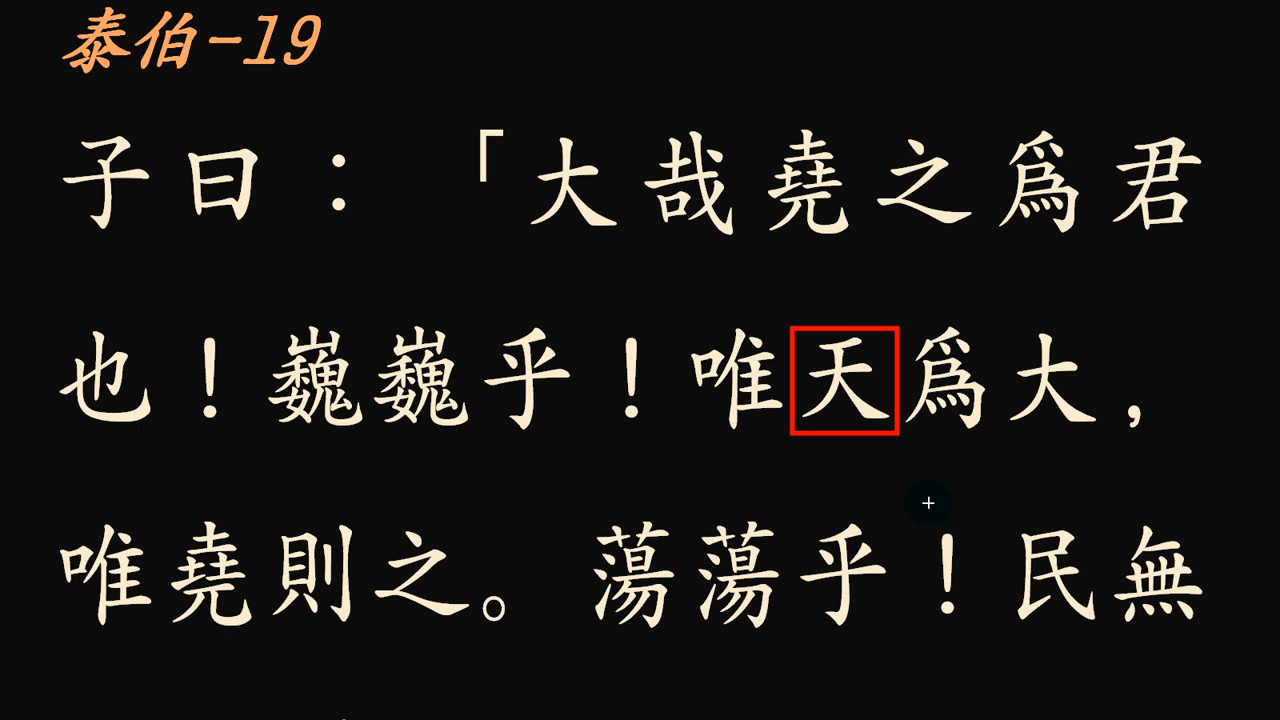 泰伯-19
子曰：「大哉堯之爲君
也！巍巍乎！唯天爲大，
唯堯則之。蕩蕩乎！民無